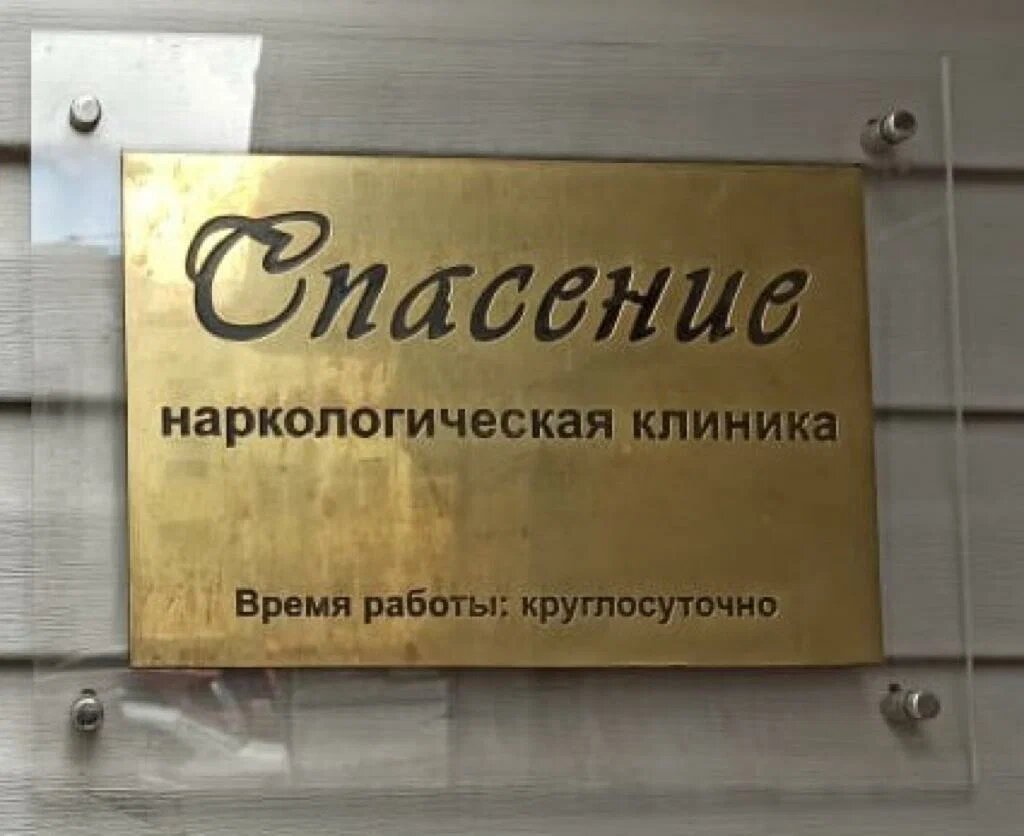 Спасение
наркологическая клиника
Время работы: круглосуточно